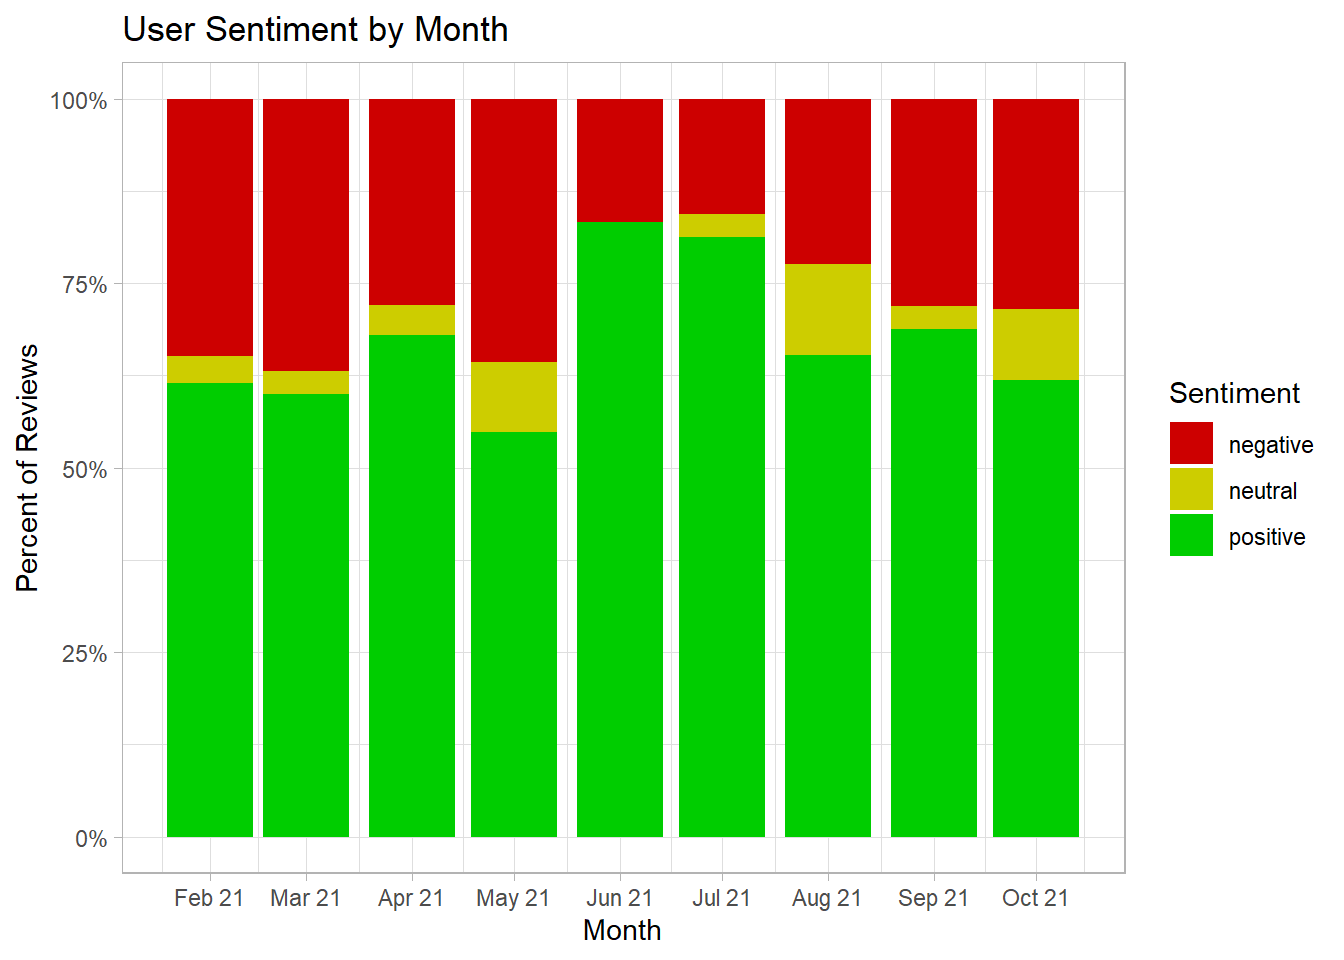 User Sentiment by Month
Percent of Reviews
100%
75%
50%
25%
0%
Feb 21 Mar 21 Apr 21 May 21 Jun 21 Jul 21 Aug 21 Sep 21 Oct 21
Month
Sentiment
negative
neutral
positive